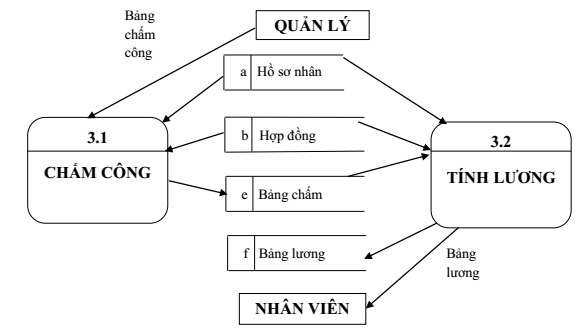 Bảng
chấm
công
QUẢN LÝ
a Hồ sơ nhân
3.1
CHẤM CÔNG
b Hợp đồng
3.2
TÍNH LƯƠNG
e Bảng chấm
f Bảng lương
Bảng
lương
NHÂN VIÊN